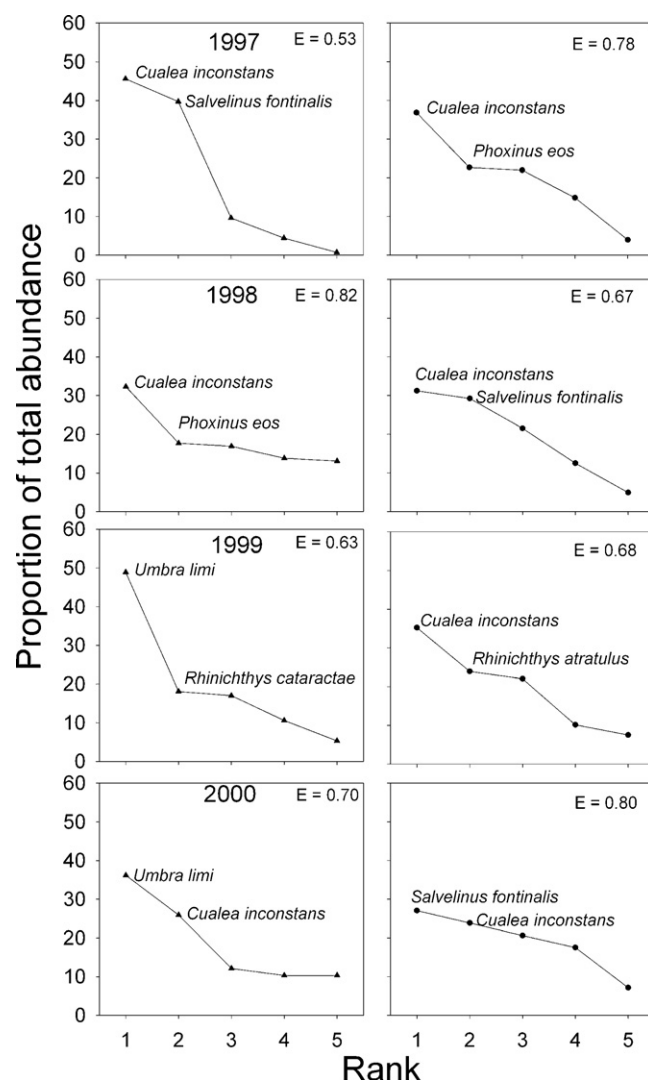 Proportion of total abundance
60
50
40
30
20
10
0
1997
E = 0.53
Cualea inconstans
Salvelinus fontinalis
E = 0.78
Cualea inconstans
Phoxinus eos
60
50
40
30
20
10
0
1998
E = 0.82
Cualea inconstans
Phoxinus eos
E = 0.67
Cualea inconstans
Salvelinus fontinalis
60
50
40
30
20
10
0
1999
E = 0.63
Umbra limi
Rhinichthys cataractae
E = 0.68
Cualea inconstans
Rhinichthys atratulus
60
50
40
30
20
10
0
2000
E = 0.70
Umbra limi
Cualea inconstans
E = 0.80
Salvelinus fontinalis
Cualea inconstans
1 2 3 4 5
1 2 3 4 5
Rank